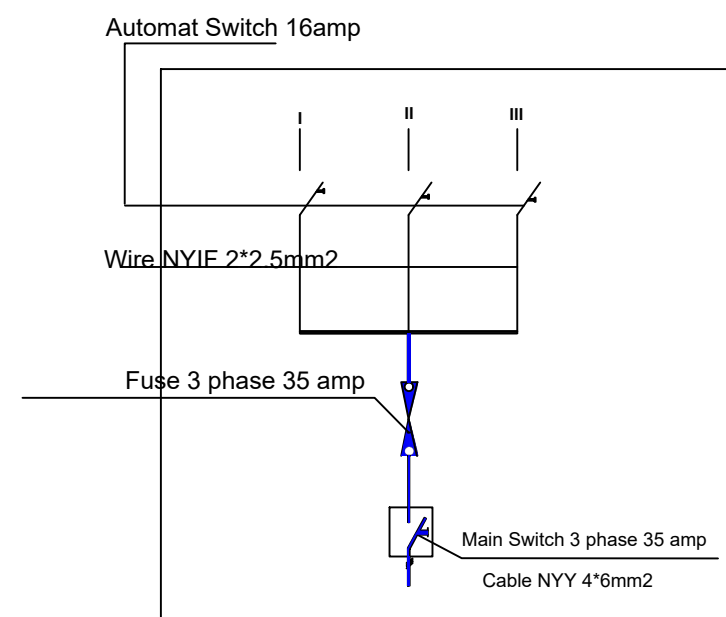 Automat Switch 16amp
I II III
Wire NYIF 2*2.5mm2
Fuse 3 phase 35 amp
Main Switch 3 phase 35 amp
Cable NYY 4*6mm2